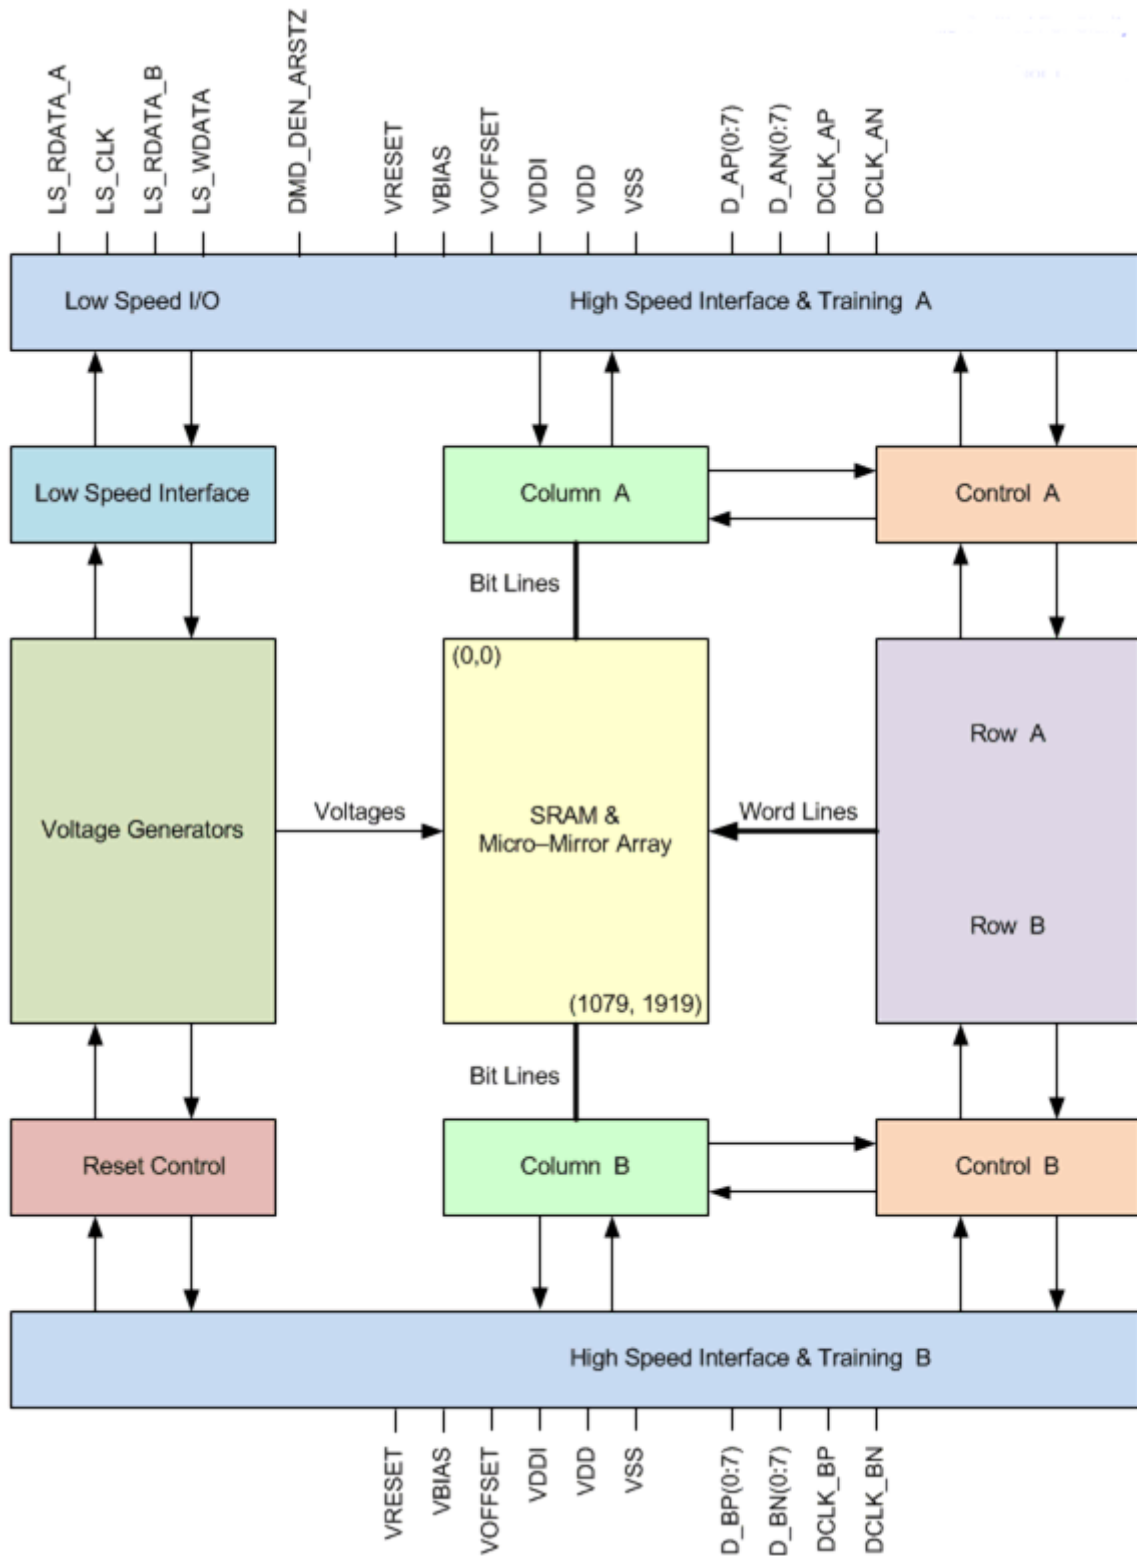 LS_RDATA_A
LS_CLK
LS_RDATA_B
LS_WDATA
DMD_DEN_ARSTZ
VRESET
VBIAS
VOFFSET
VDDI
VDD
VSS
D_AP(0:7)
D_AN(0:7)
DCLK_AP
DCLK_AN
Low Speed I/O
High Speed Interface & Training A
Low Speed Interface
Column A
Control A
Bit Lines
(0,0)
Row A
Voltage Generators
Voltages
SRAM &
Micro–Mirror Array
Word Lines
Row B
(1079, 1919)
Bit Lines
Reset Control
Column B
Control B
High Speed Interface & Training B
VRESET
VBIAS
VOFFSET
VDDI
VDD
VSS
D_BP(0:7)
D_BN(0:7)
DCLK_BP
DCLK_BN